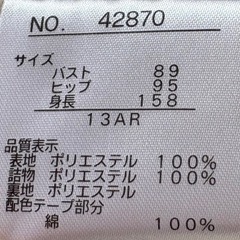 NO. 42870
サイズ
バスト 89
ヒップ 95
身長 158
13AR
品質表示
表地 ポリエステル 100%
詰物 ポリエステル 100%
裏地 ポリエステル
配色テープ部分
綿 100%